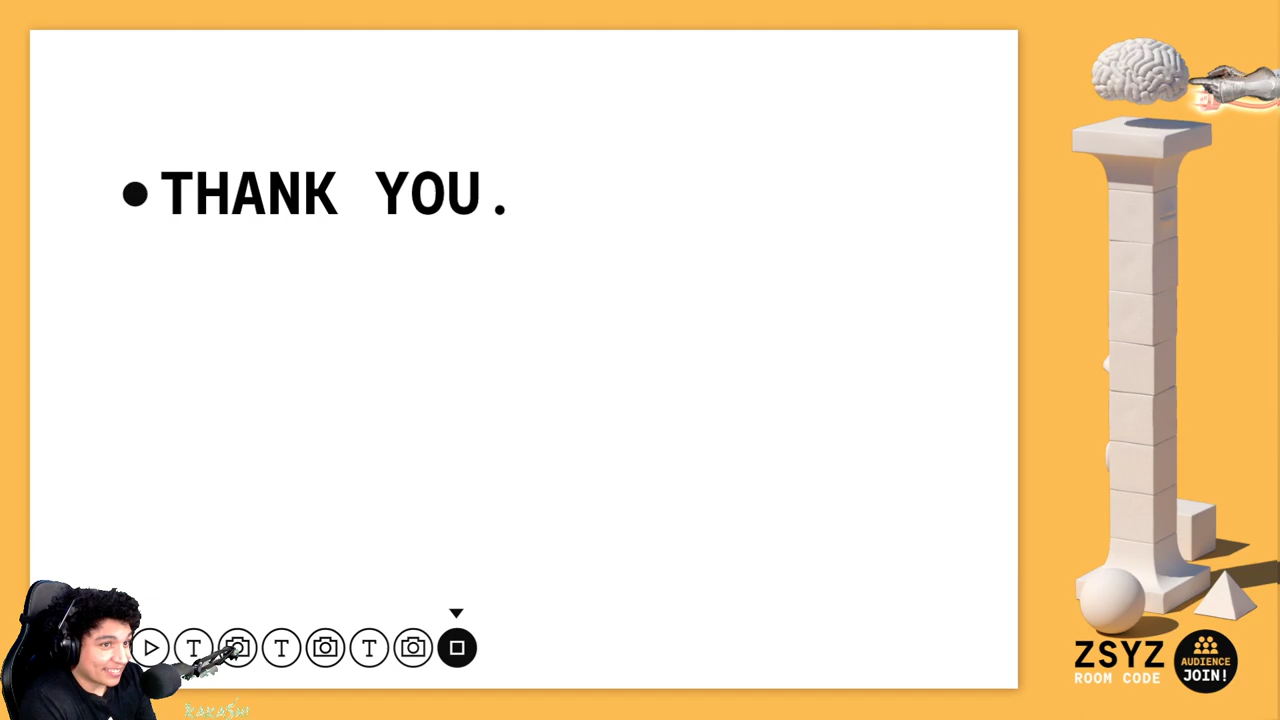 • THANK YOU.
T T T
ZSYZ
ROOM CODE
AUDIENCE
JOIN!